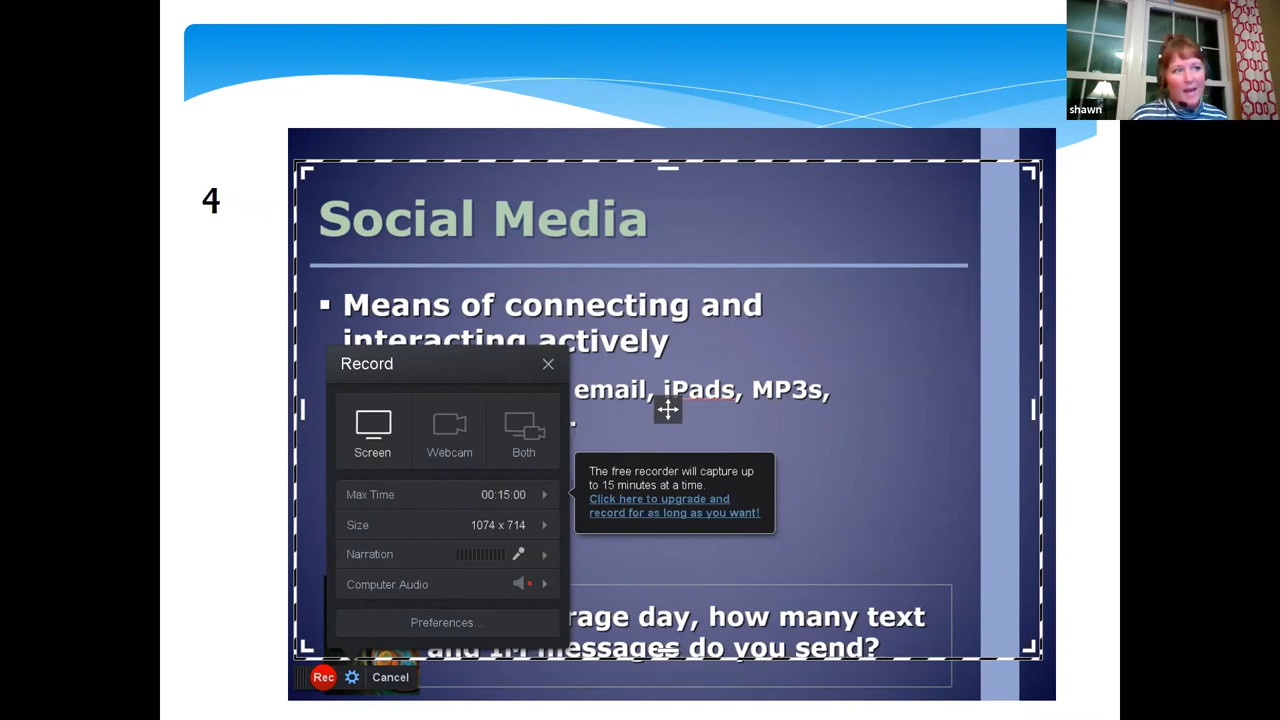 shawn
4
Social Media
Means of connecting and
interacting actively
email, iPads, MP3s,
Record
Screen
Webcam
Both
Max Time 00:15:00
Size 1074 x 714
Narration
Computer Audio
Preferences...
The free recorder will capture up
to 15 minutes at a time.
Click here to upgrade and
record for as long as you want!
rage day, how many text
and IM messages do you send?
Rec
Cancel